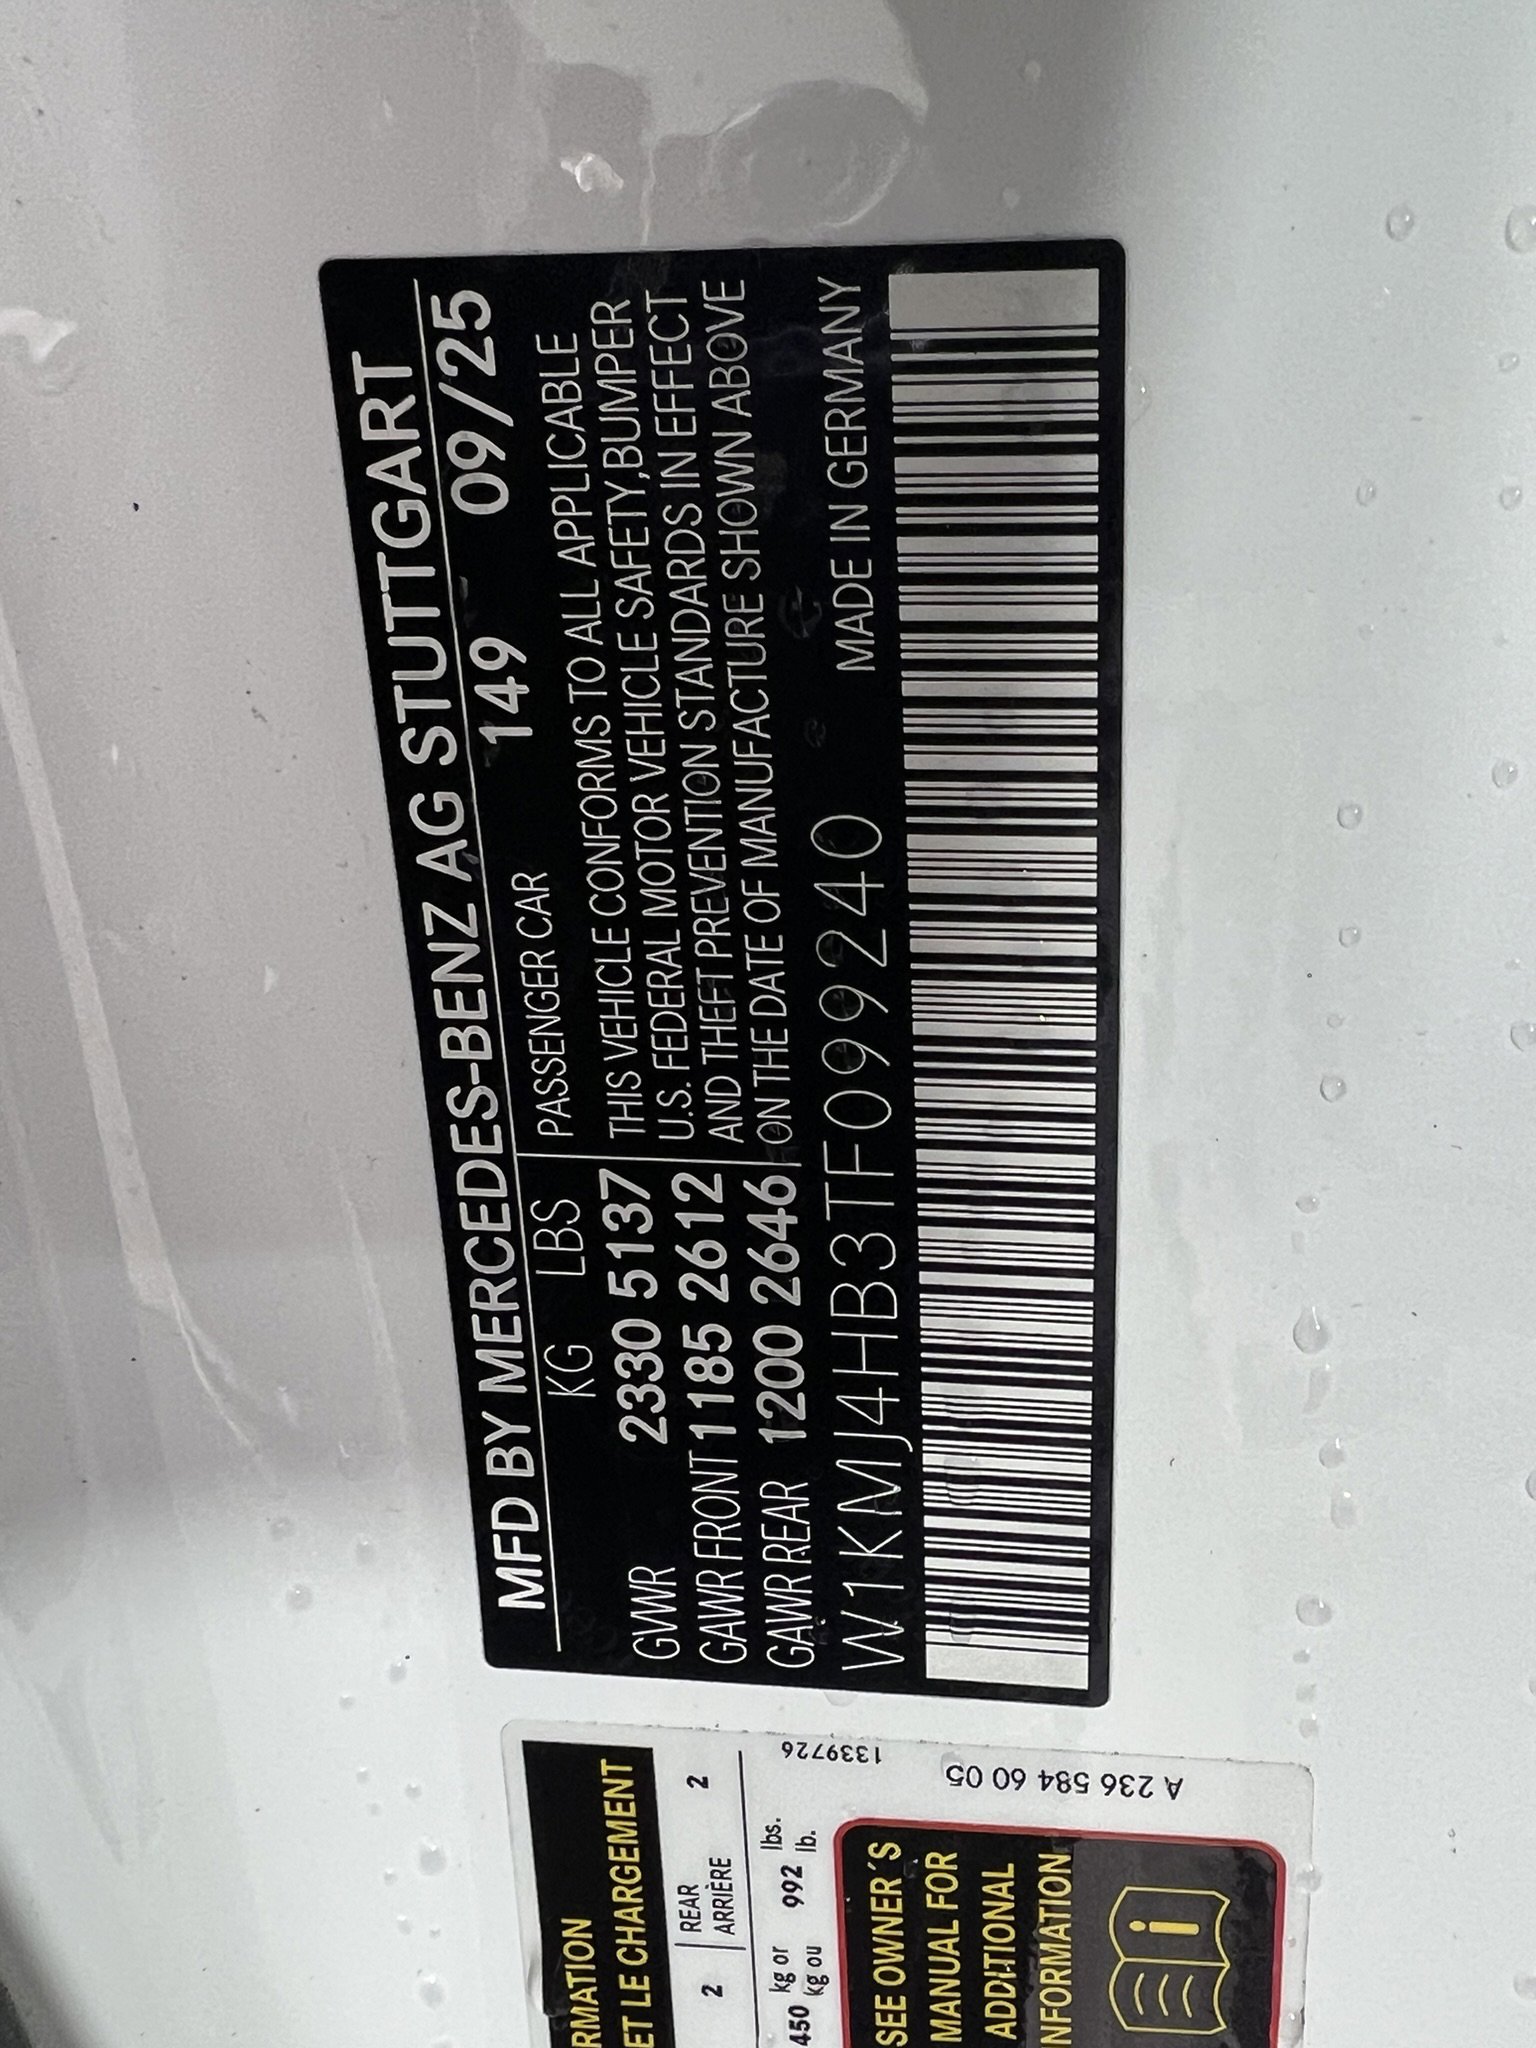 MFD BY MERCEDES-BENZ AG STUTTGART
149 09/25
KG LBS PASSENGER CAR
GVWR 2330 5137
GAWR FRONT 1185 2612
GAWR REAR 1200 2646
THIS VEHICLE CONFORMS TO ALL APPLICABLE
U.S. FEDERAL MOTOR VEHICLE SAFETY,BUMPER
AND THEFT PREVENTION STANDARDS IN EFFECT
ON THE DATE OF MANUFACTURE SHOWN ABOVE
W1KMJ4HB3TF099240 MADE IN GERMANY
RMATION
ET LE CHARGEMENT
2 REAR 2
ARRIÈRE
450 kg or 992 lbs.
kg ou lb.
1339726
A 236 584 60 05
SEE OWNER´S
MANUAL FOR
ADDITIONAL
NFORMATION